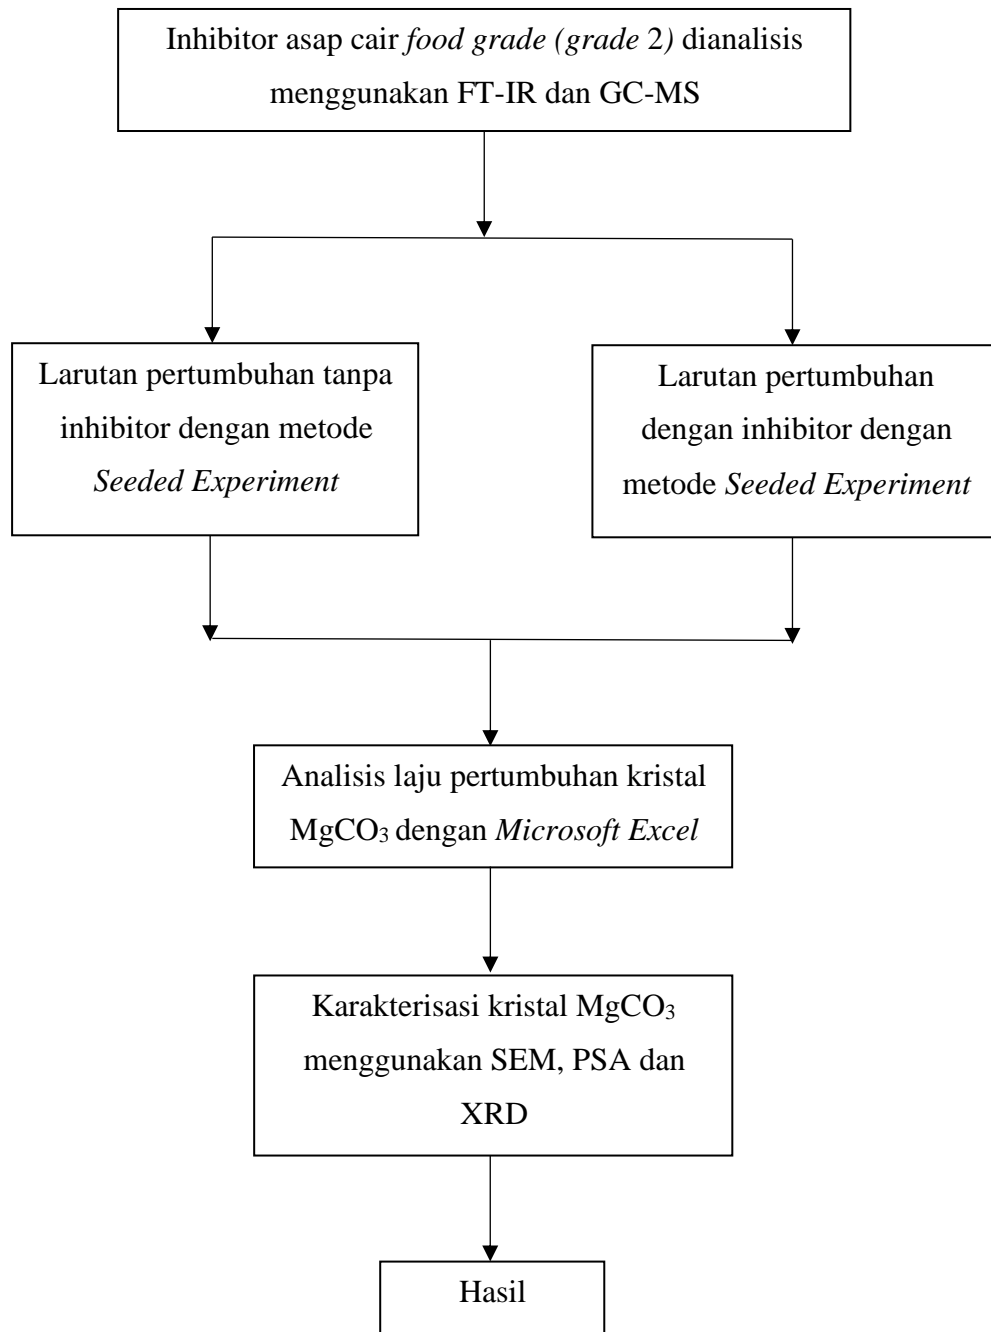 Inhibitor asap cair food grade (grade 2) dianalisis
menggunakan FT-IR dan GC-MS
Larutan pertumbuhan tanpa
inhibitor dengan metode
Seeded Experiment
Larutan pertumbuhan
dengan inhibitor dengan
metode Seeded Experiment
Analisis laju pertumbuhan kristal
MgCO₃ dengan Microsoft Excel
Karakterisasi kristal MgCO₃
menggunakan SEM, PSA dan
XRD
Hasil